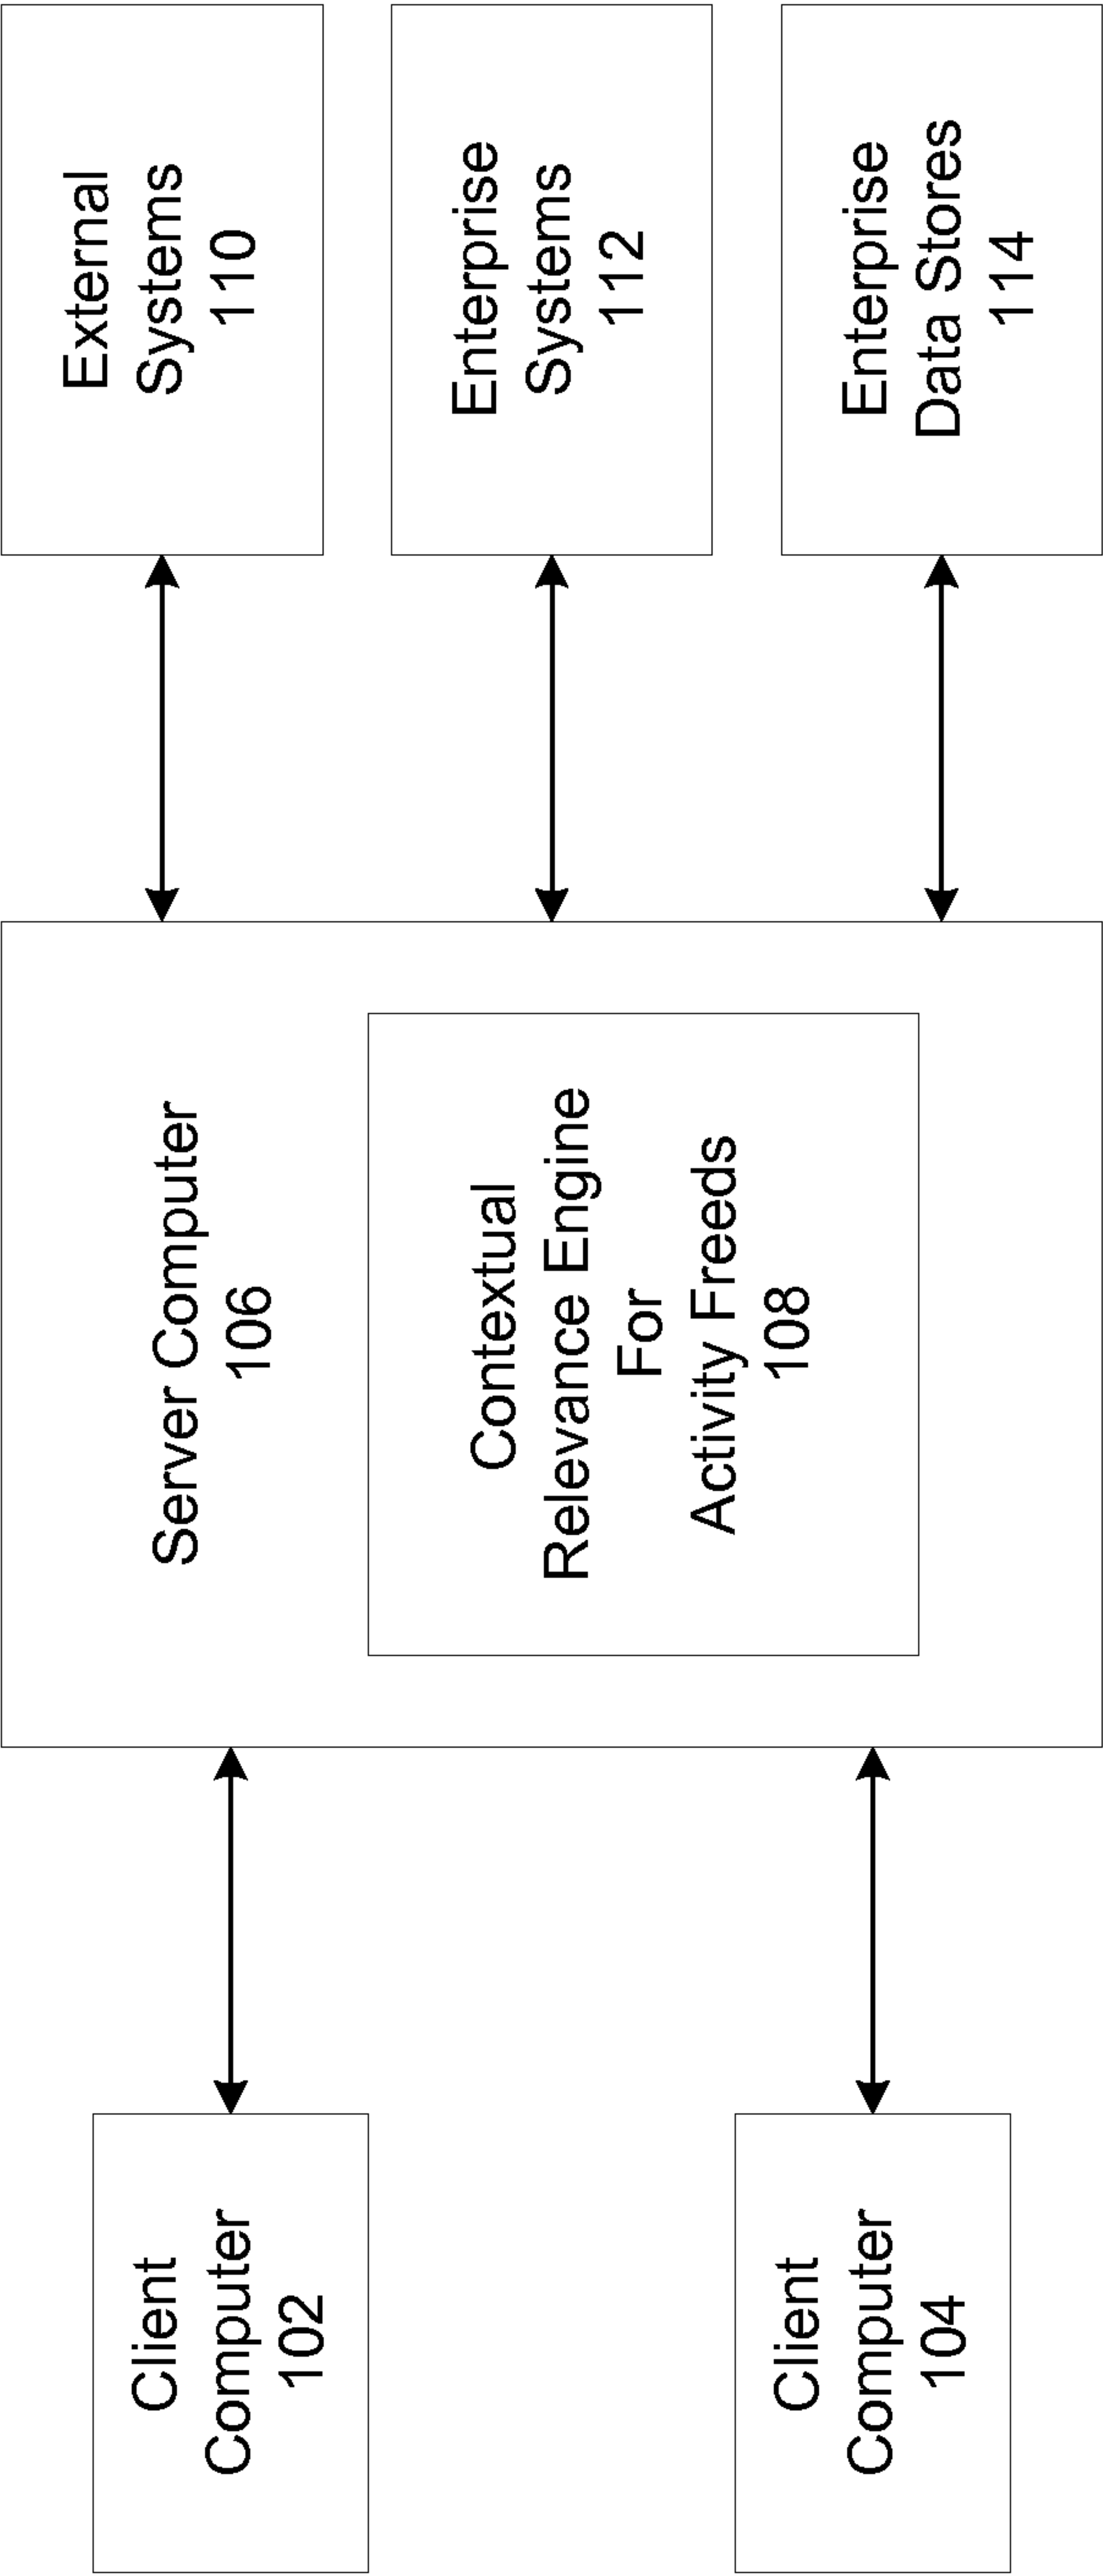 Client
Computer
102
Client
Computer
104
Server Computer
106
Contextual
Relevance Engine
For
Activity Freeds
108
External
Systems
110
Enterprise
Systems
112
Enterprise
Data Stores
114